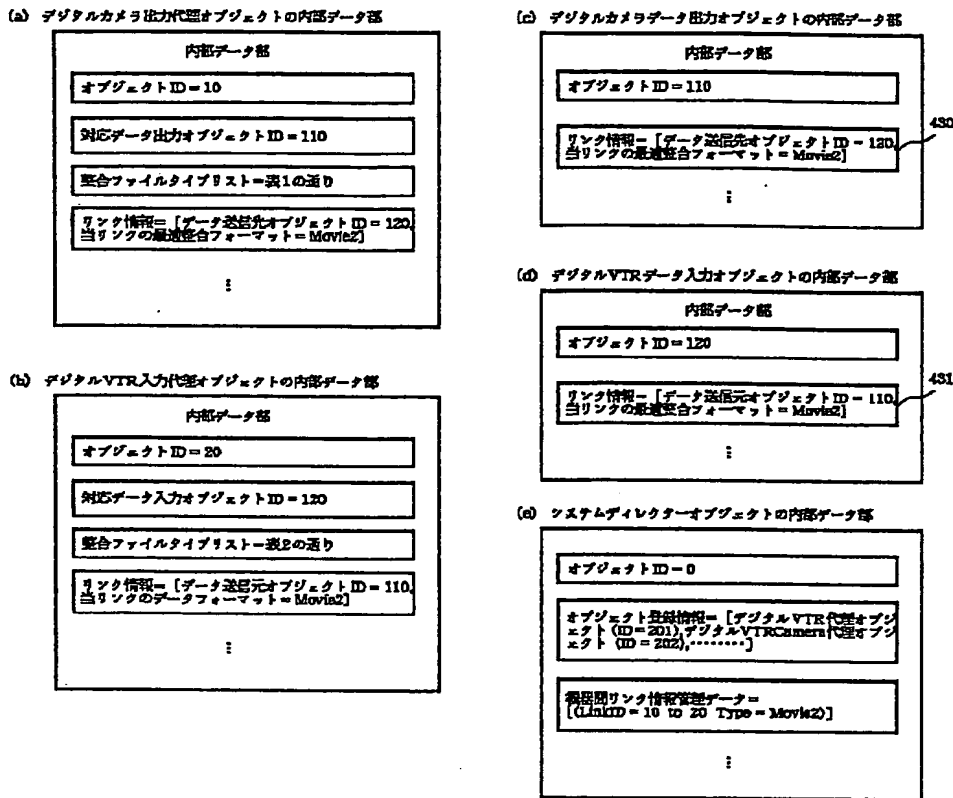 (a) デジタルカメラ出力代理オブジェクトの内部データ部
内部データ部
オブジェクトID=10
対応データ出力オブジェクトID=110
整合ファイルタイプリスト=表1の通り
リンク情報=[データ送信先オブジェクトID=120,
当リンクの最適整合フォーマット=Movie2]
(b) デジタルVTR入力代理オブジェクトの内部データ部
内部データ部
オブジェクトID=20
対応データ入力オブジェクトID=120
整合ファイルタイプリスト=表2の通り
リンク情報=[データ送信元オブジェクトID=110,
当リンクのデータフォーマット=Movie2]
(c) デジタルカメラデータ出力オブジェクトの内部データ部
内部データ部
オブジェクトID=110
430
リンク情報=[データ送信先オブジェクトID=120,
当リンクの最適整合フォーマット=Movie2]
(d) デジタルVTRデータ入力オブジェクトの内部データ部
内部データ部
オブジェクトID=120
431
リンク情報=[データ送信元オブジェクトID=110,
当リンクの最適整合フォーマット=Movie2]
(e) システムディレクターオブジェクトの内部データ部
オブジェクトID=0
オブジェクト登録情報=[デジタルVTR代理オブジ
ェクト(ID=201),デジタルVTRCamera代理オブジ
ェクト(ID=202),………]
機器間リンク情報管理データ=
[(LinkID=10 to 20 Type=Movie2)]